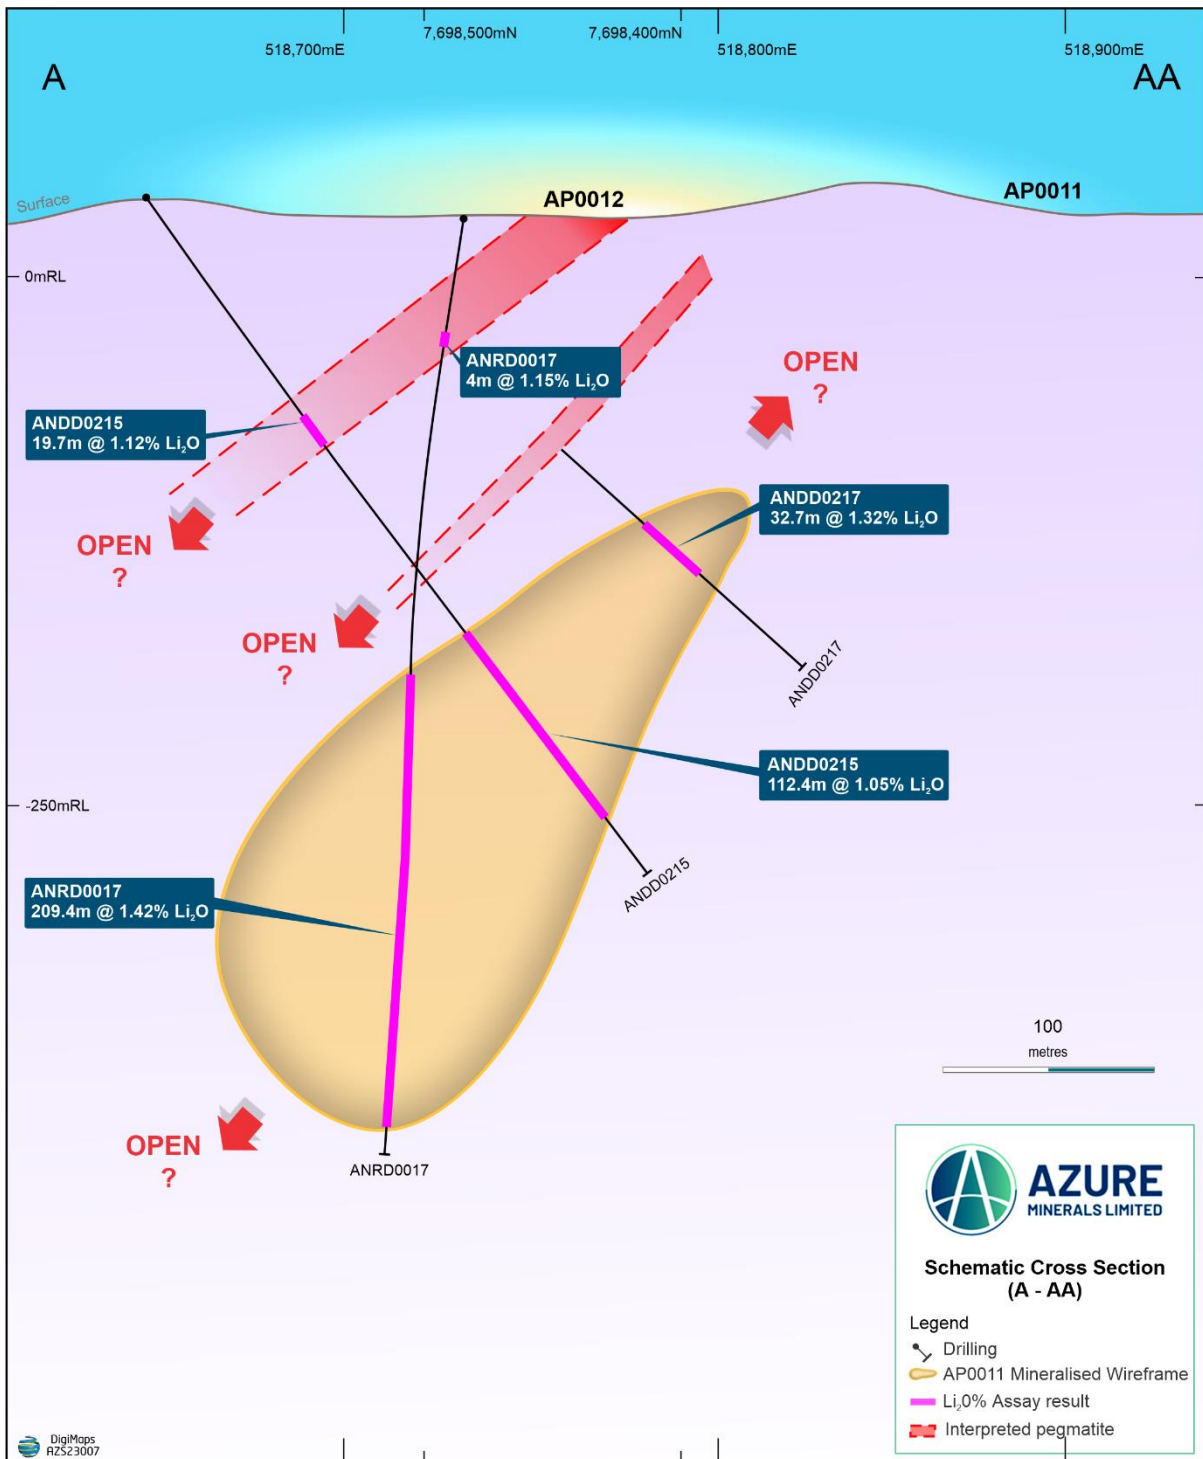 7,698,500mN
7,698,400mN
518,700mE
518,800mE
518,900mE
A
AA
Surface
AP0012
AP0011
0mRL
ANRD0017
4m @ 1.15% Li₂O
OPEN
?
ANDD0215
19.7m @ 1.12% Li₂O
ANDD0217
32.7m @ 1.32% Li₂O
OPEN
?
OPEN
?
ANDD0217
ANDD0215
112.4m @ 1.05% Li₂O
-250mRL
ANDD0215
ANRD0017
209.4m @ 1.42% Li₂O
100
metres
OPEN
?
ANRD0017
AZURE
MINERALS LIMITED
Schematic Cross Section
(A - AA)
Legend
Drilling
AP0011 Mineralised Wireframe
Li₂0% Assay result
Interpreted pegmatite
DigiMaps
AZS23007